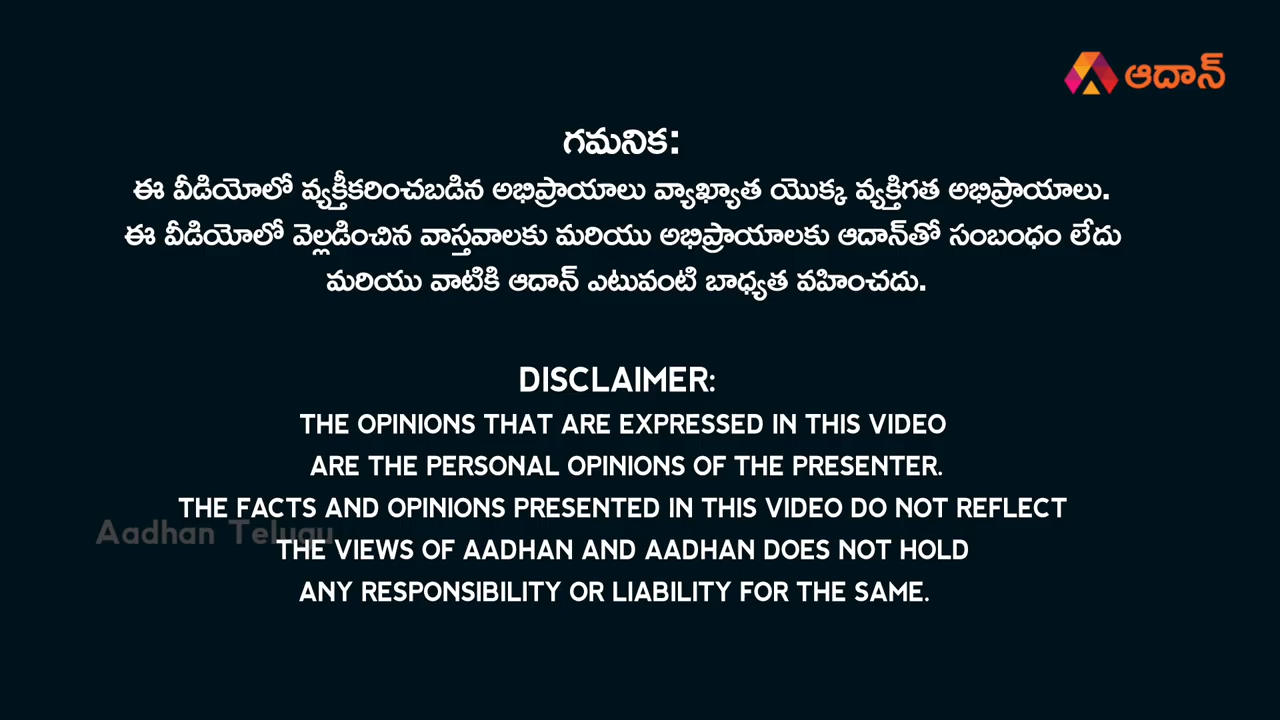 ఆదాన్
గమనిక:
ఈ వీడియోలో వ్యక్తీకరించబడిన అభిప్రాయాలు వ్యాఖ్యాత యొక్క వ్యక్తిగత అభిప్రాయాలు.
ఈ వీడియోలో వెల్లడించిన వాస్తవాలకు మరియు అభిప్రాయాలకు ఆదాన్‌తో సంబంధం లేదు
మరియు వాటికి ఆదాన్ ఎటువంటి బాధ్యత వహించదు.
DISCLAIMER:
THE OPINIONS THAT ARE EXPRESSED IN THIS VIDEO
ARE THE PERSONAL OPINIONS OF THE PRESENTER.
THE FACTS AND OPINIONS PRESENTED IN THIS VIDEO DO NOT REFLECT
Aadhan Telugu
THE VIEWS OF AADHAN AND AADHAN DOES NOT HOLD
ANY RESPONSIBILITY OR LIABILITY FOR THE SAME.